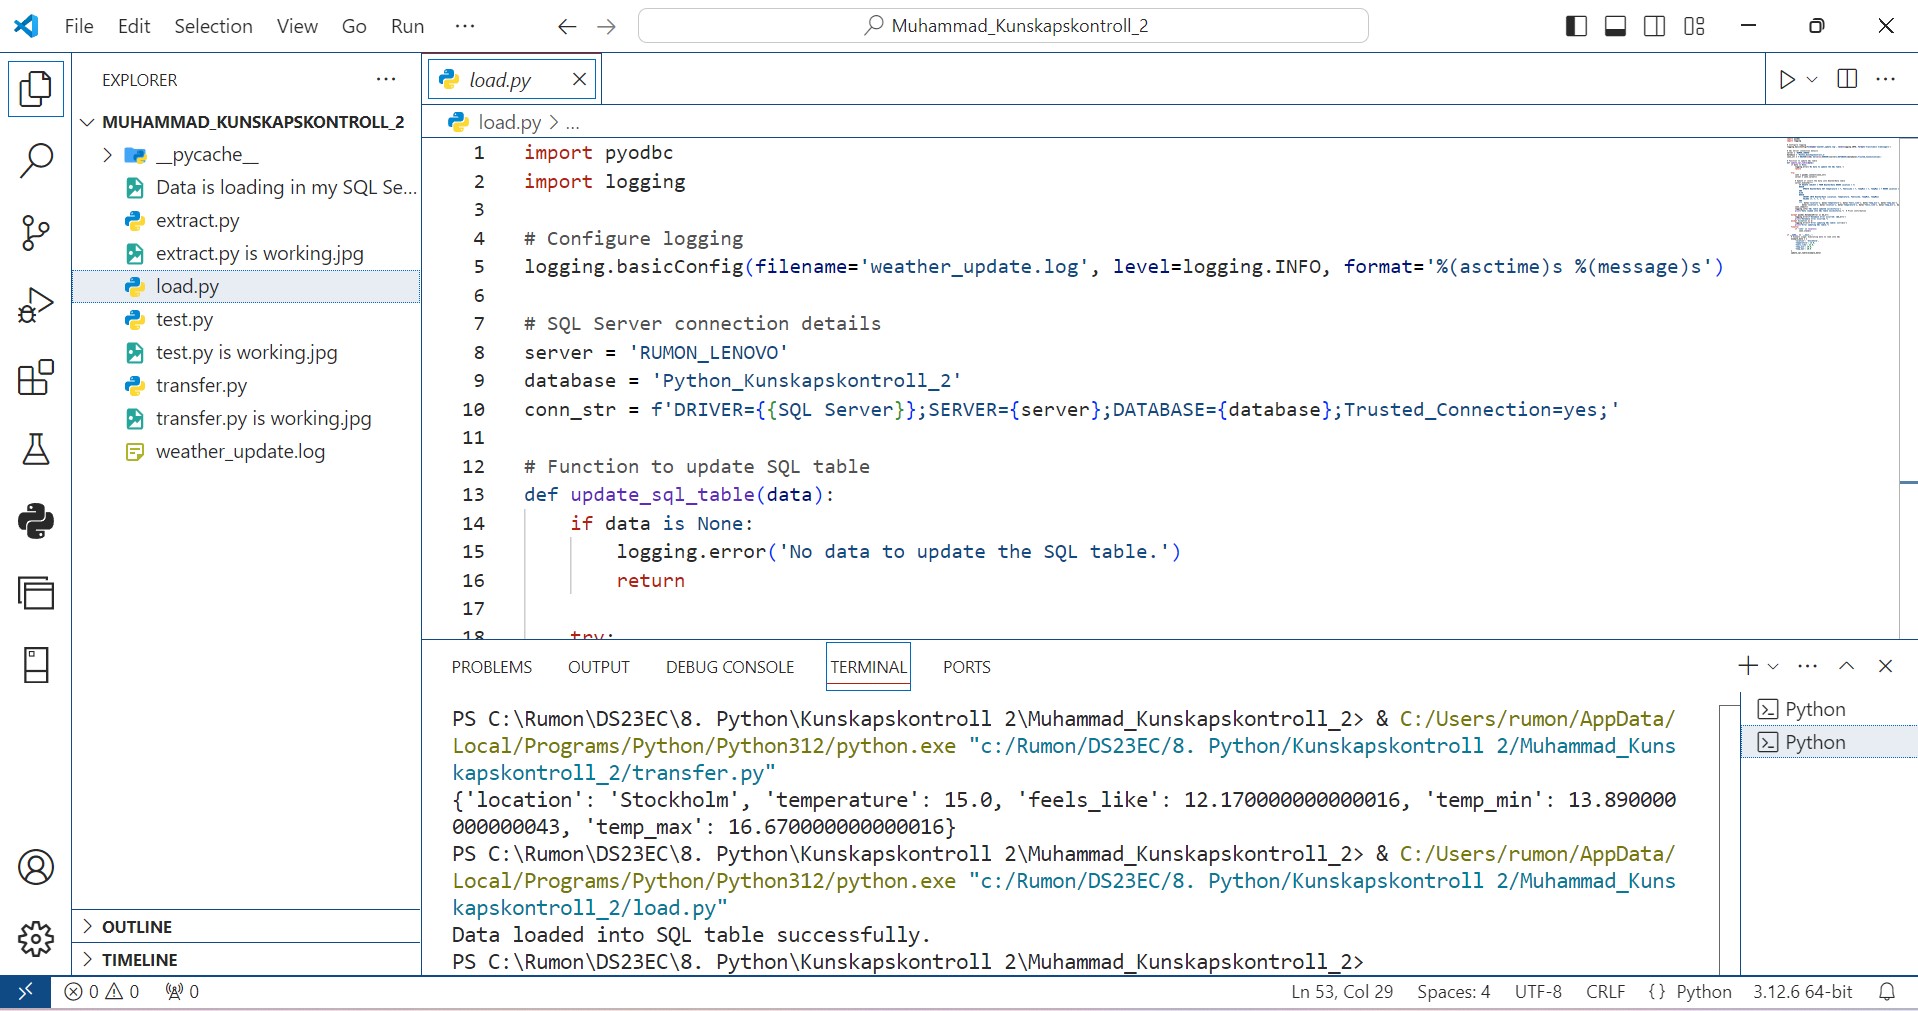 File Edit Selection View Go Run ··· Muhammad_Kunskapskontroll_2
EXPLORER ···
MUHAMMAD_KUNSKAPSKONTROLL_2
__pycache__
Data is loading in my SQL Se...
extract.py
extract.py is working.jpg
load.py
test.py
test.py is working.jpg
transfer.py
transfer.py is working.jpg
weather_update.log
OUTLINE
TIMELINE
load.py
load.py > ...
1 import pyodbc
2 import logging
3
4 # Configure logging
5 logging.basicConfig(filename='weather_update.log', level=logging.INFO, format='%(asctime)s %(message)s')
6
7 # SQL Server connection details
8 server = 'RUMON_LENOVO'
9 database = 'Python_Kunskapskontroll_2'
10 conn_str = f'DRIVER={{SQL Server}};SERVER={server};DATABASE={database};Trusted_Connection=yes;'
11
12 # Function to update SQL table
13 def update_sql_table(data):
14 if data is None:
15 logging.error('No data to update the SQL table.')
16 return
17
18 try:
PROBLEMS OUTPUT DEBUG CONSOLE TERMINAL PORTS
PS C:\Rumon\DS23EC\8. Python\Kunskapskontroll 2\Muhammad_Kunskapskontroll_2> & C:/Users/rumon/AppData/
Local/Programs/Python/Python312/python.exe "c:/Rumon/DS23EC/8. Python/Kunskapskontroll 2/Muhammad_Kuns
kapskontroll_2/transfer.py"
{'location': 'Stockholm', 'temperature': 15.0, 'feels_like': 12.170000000000016, 'temp_min': 13.890000
000000043, 'temp_max': 16.670000000000016}
PS C:\Rumon\DS23EC\8. Python\Kunskapskontroll 2\Muhammad_Kunskapskontroll_2> & C:/Users/rumon/AppData/
Local/Programs/Python/Python312/python.exe "c:/Rumon/DS23EC/8. Python/Kunskapskontroll 2/Muhammad_Kuns
kapskontroll_2/load.py"
Data loaded into SQL table successfully.
PS C:\Rumon\DS23EC\8. Python\Kunskapskontroll 2\Muhammad_Kunskapskontroll_2>
Python
Python
0 0 0 Ln 53, Col 29 Spaces: 4 UTF-8 CRLF {} Python 3.12.6 64-bit